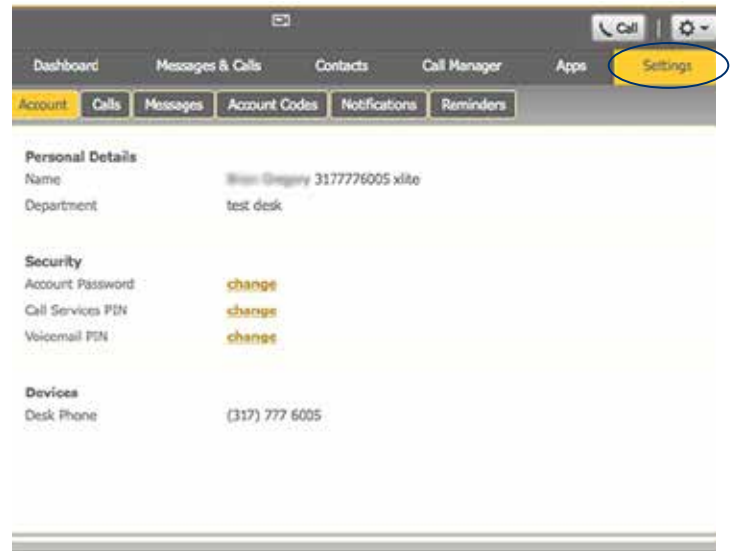 Call
Dashboard Messages & Calls Contacts Call Manager Apps Settings
Account Calls Messages Account Codes Notifications Reminders
Personal Details
Name 3177776005 xlite
Department test desk
Security
Account Password change
Call Services PIN change
Voicemail PIN change
Devices
Desk Phone (317) 777 6005